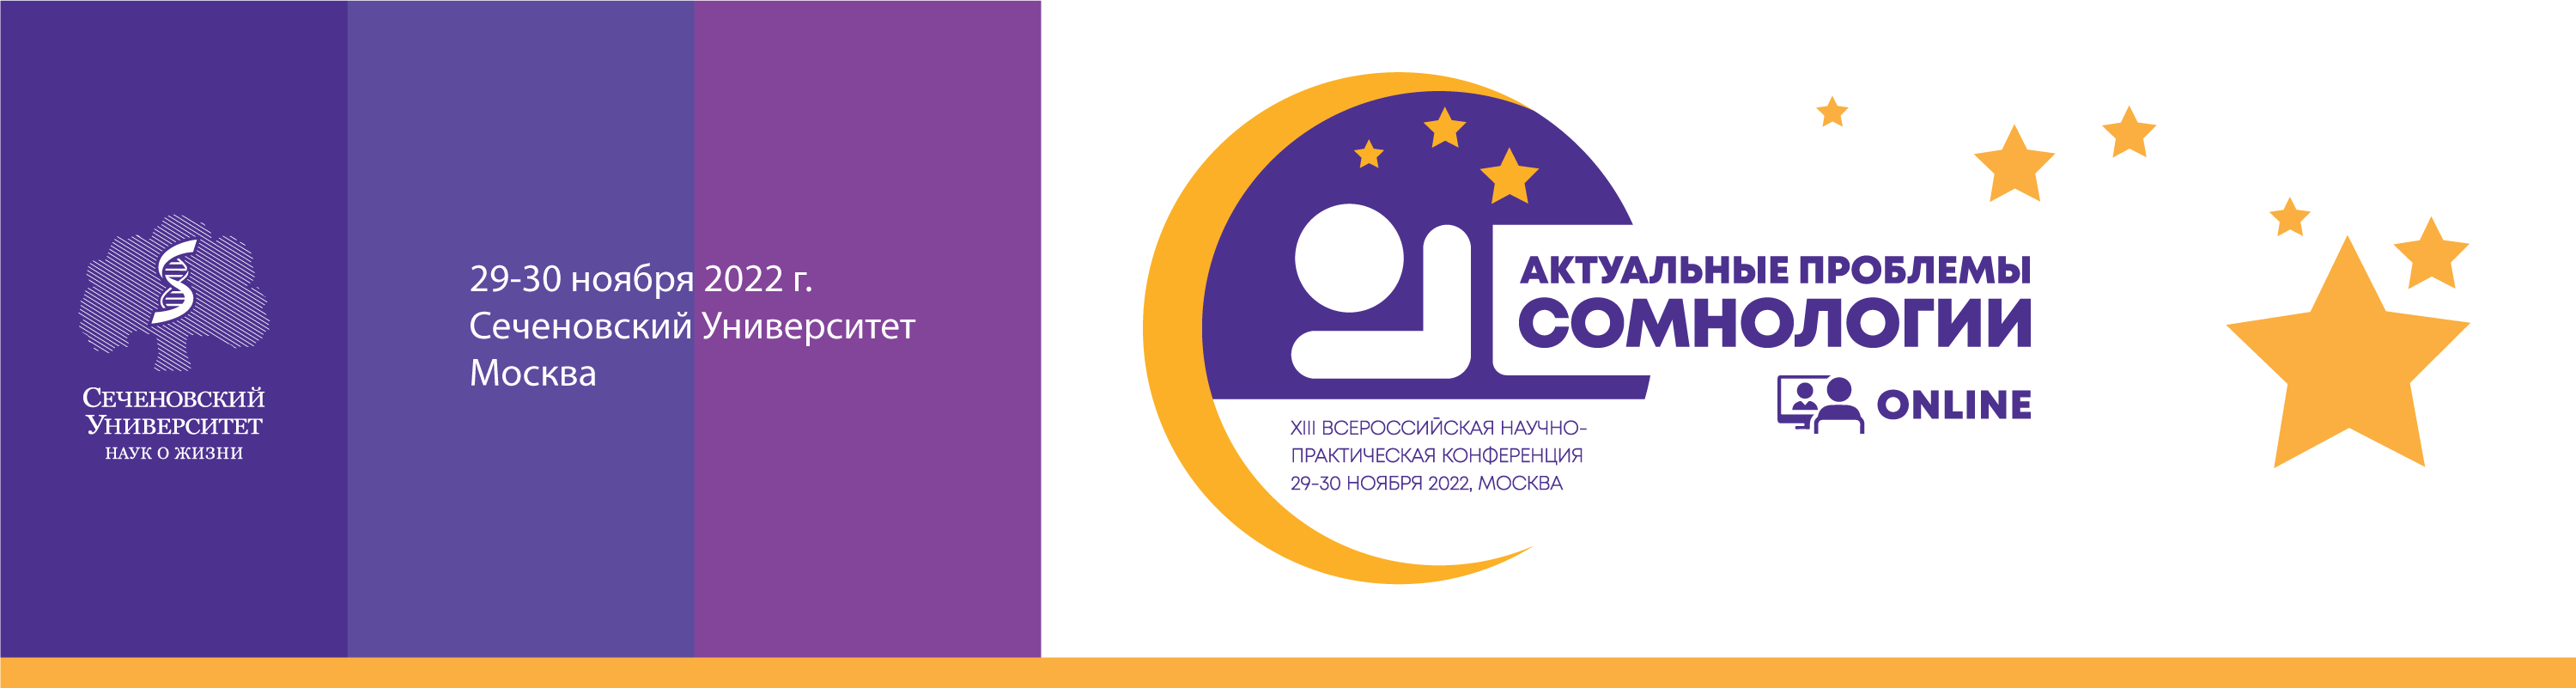 Сеченовский
Университет
наук о жизни
29-30 ноября 2022 г.
Сеченовский Университет
Москва
АКТУАЛЬНЫЕ ПРОБЛЕМЫ
СОМНОЛОГИИ
ONLINE
XIII ВСЕРОССИЙСКАЯ НАУЧНО-
ПРАКТИЧЕСКАЯ КОНФЕРЕНЦИЯ
29-30 НОЯБРЯ 2022, МОСКВА